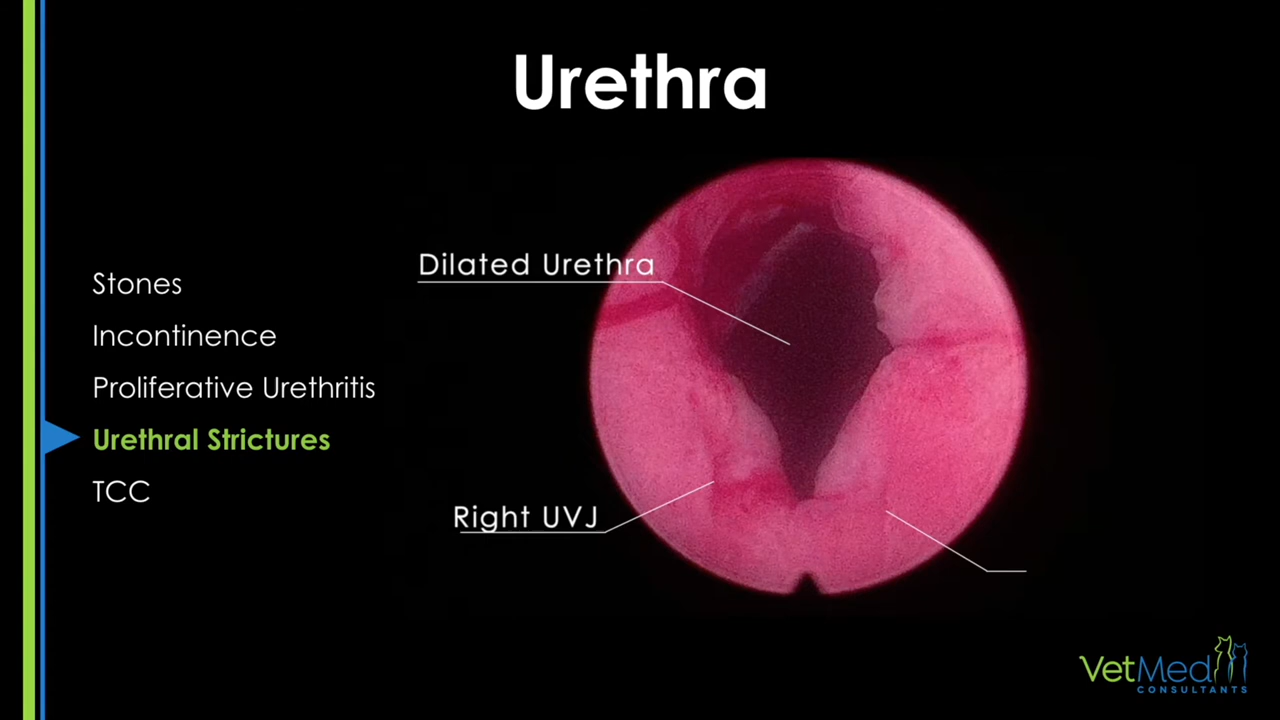 Urethra
Dilated Urethra
Stones
Incontinence
Proliferative Urethritis
Urethral Strictures
TCC
Right UVJ
VetMed
CONSULTANTS